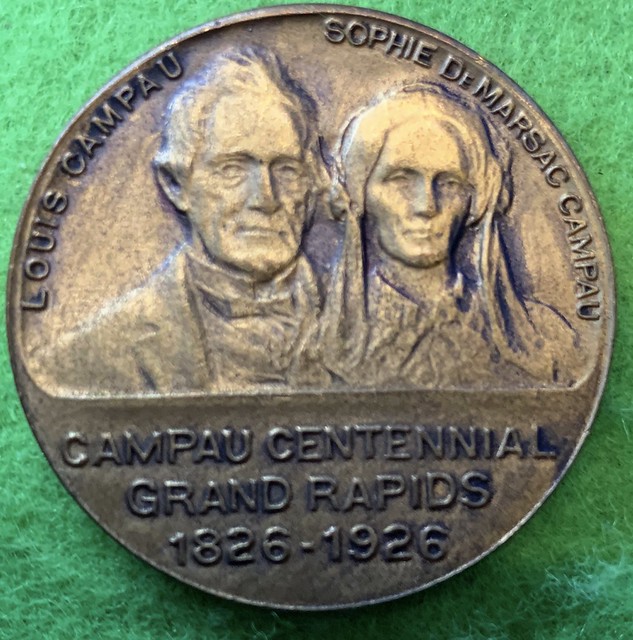 LOUIS CAMPAU
SOPHIE DE MARSAC CAMPAU
CAMPAU CENTENNIAL
GRAND RAPIDS
1826-1926